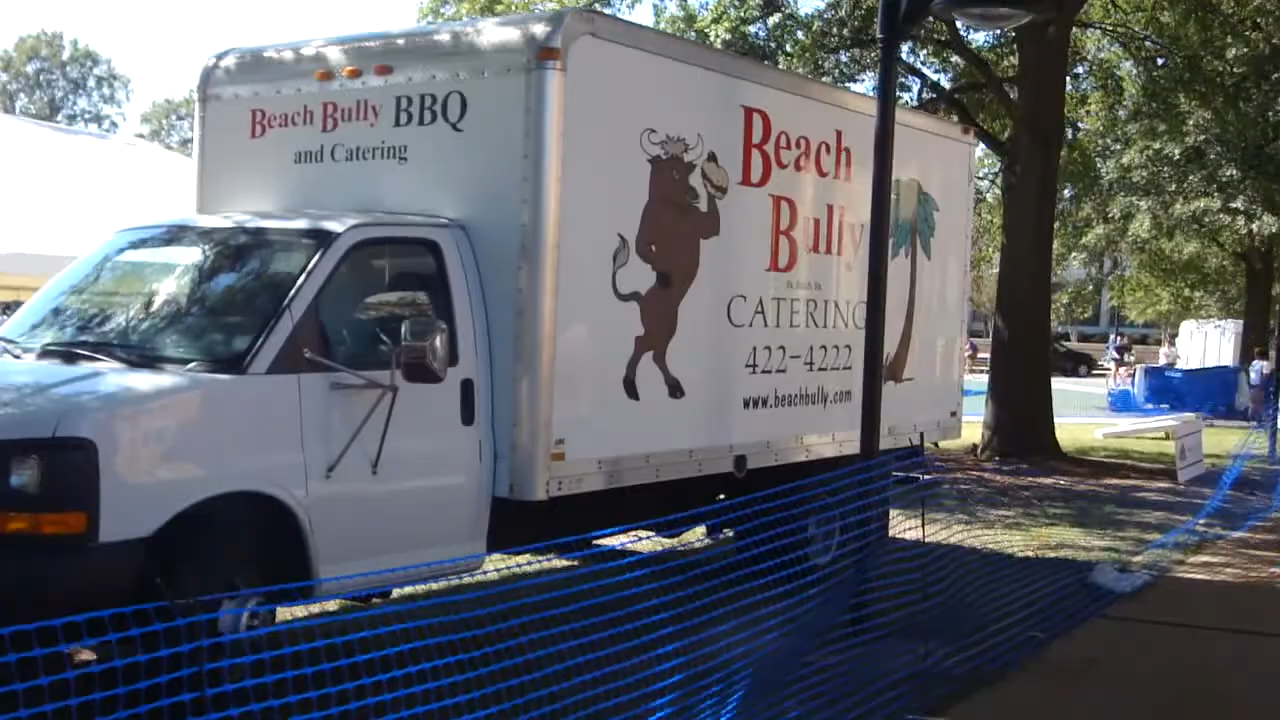 Beach Bully BBQ
and Catering
Beach
Bully
CATERING
422-4222
www.beachbully.com